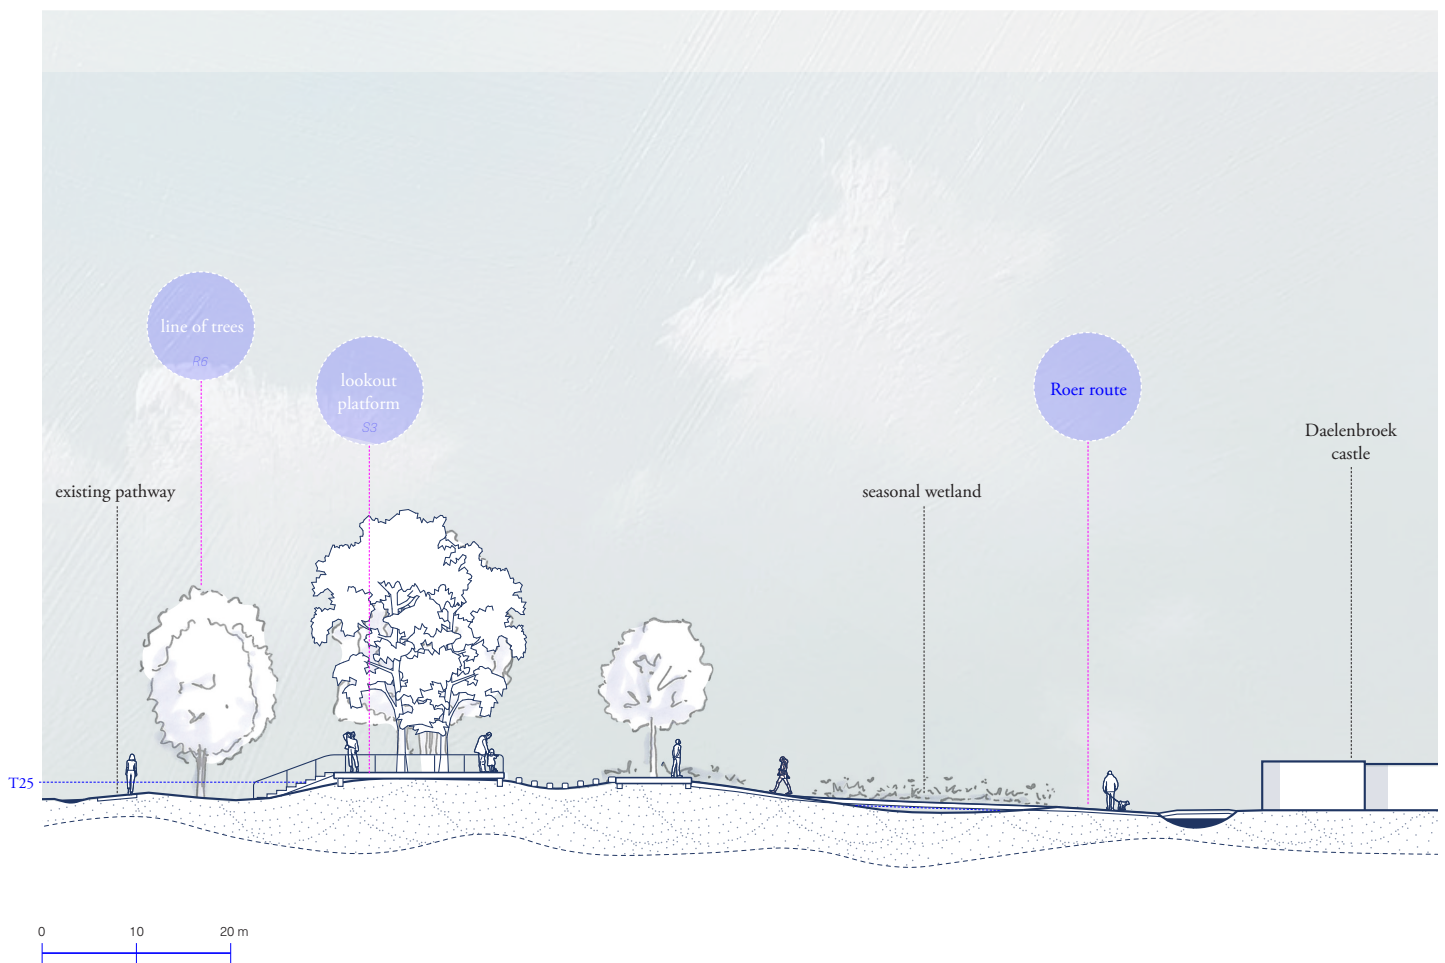 line of trees
R6
lookout
platform
S3
Roer route
Daelenbroek
castle
existing pathway
seasonal wetland
T25
0 10 20 m